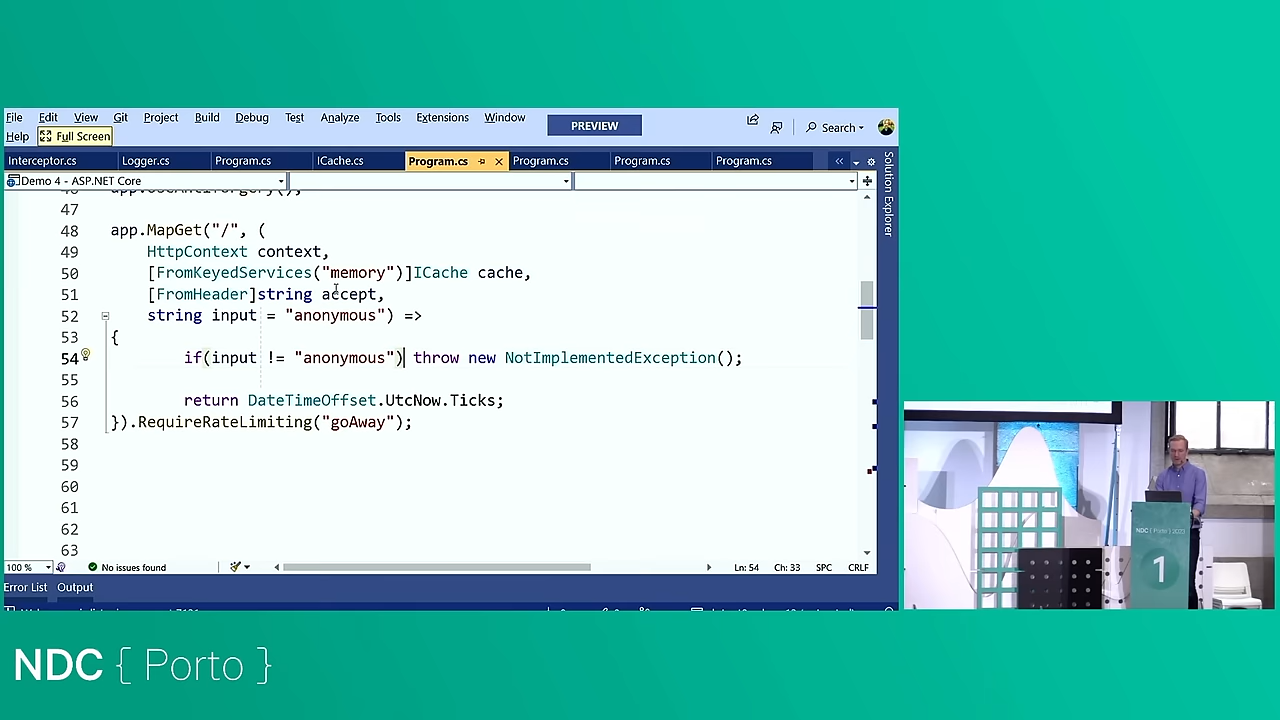 File Edit View Git Project Build Debug Test Analyze Tools Extensions Window PREVIEW Search
Help Full Screen
Interceptor.cs Logger.cs Program.cs ICache.cs Program.cs Program.cs Program.cs Program.cs
Demo 4 - ASP.NET Core
Solution Explorer
47
48 app.MapGet("/", (
49 HttpContext context,
50 [FromKeyedServices("memory")]ICache cache,
51 [FromHeader]string accept,
52 string input = "anonymous") =>
53 {
54 if(input != "anonymous") throw new NotImplementedException();
55
56 return DateTimeOffset.UtcNow.Ticks;
57 }).RequireRateLimiting("goAway");
58
59
60
61
62
63
100 % No issues found Ln: 54 Ch: 33 SPC CRLF
Error List Output
NDC { Porto } 2023
1
NDC { Porto }